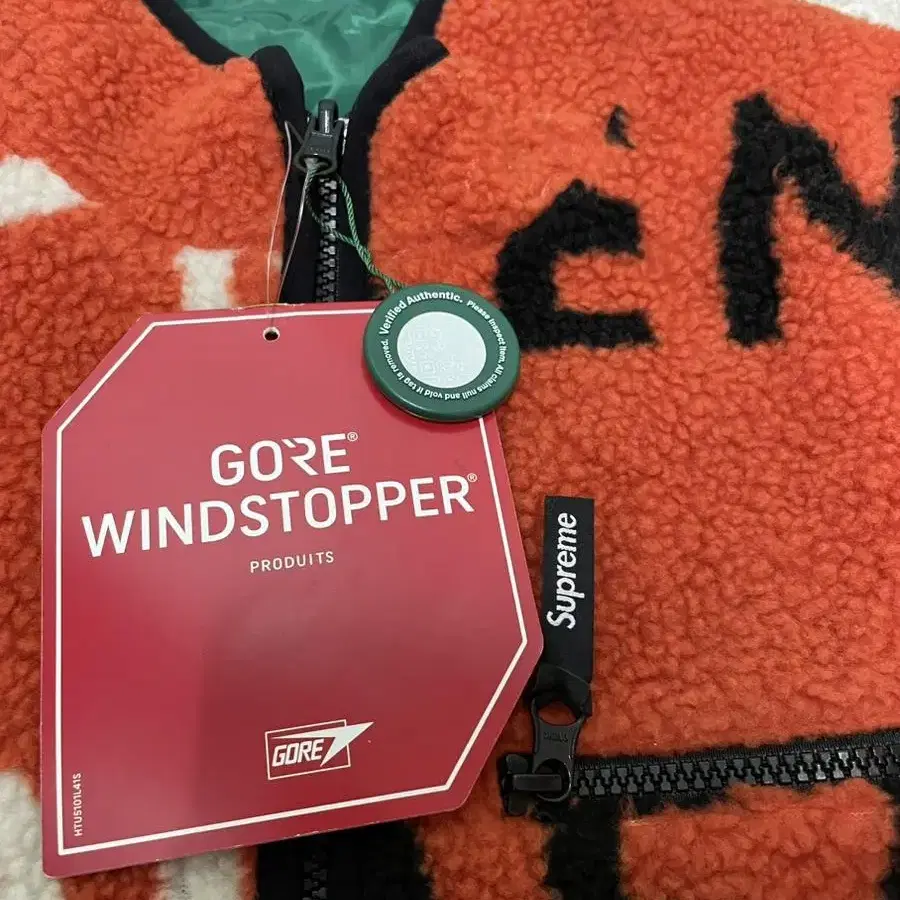 èN
Verified Authentic. Please inspect item. All claims null and void if tag is removed.
GORE®
WINDSTOPPER®
PRODUITS
Supreme
GORE
HTU5101L41S